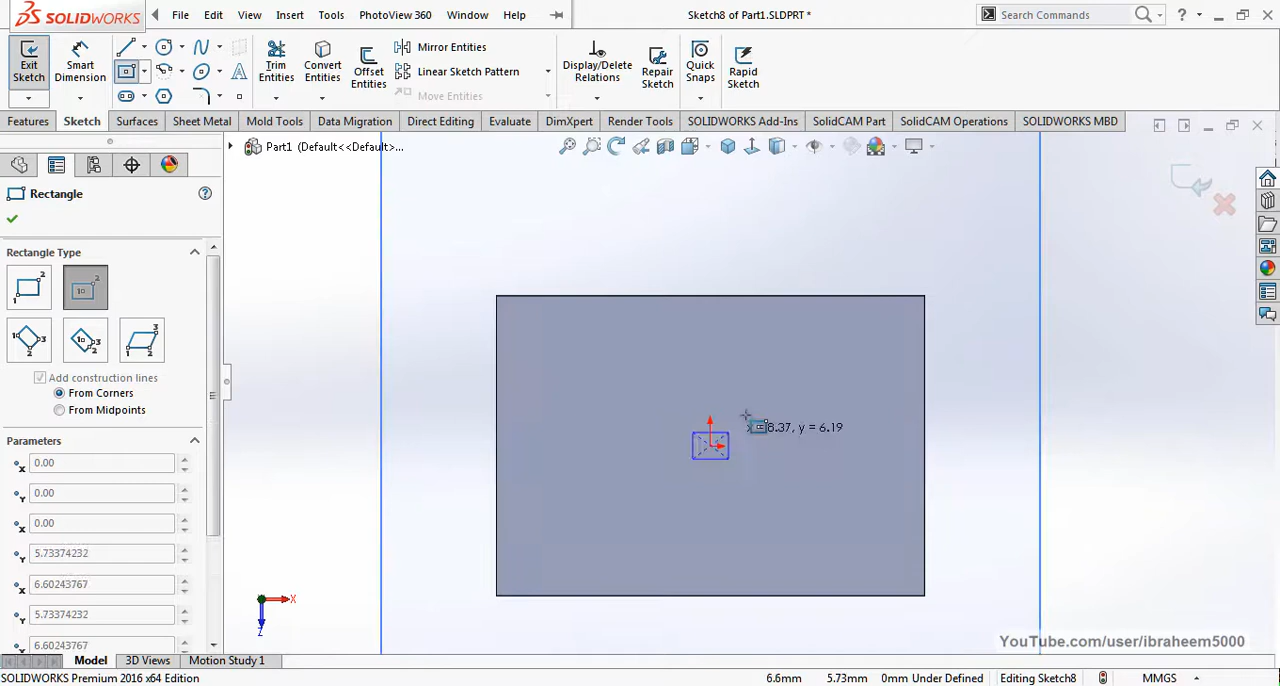 SOLIDWORKS File Edit View Insert Tools PhotoView 360 Window Help Sketch8 of Part1.SLDPRT * Search Commands ?
Exit Sketch
Smart Dimension
Trim Entities
Convert Entities
Offset Entities
Mirror Entities
Linear Sketch Pattern
Move Entities
Display/Delete Relations
Repair Sketch
Quick Snaps
Rapid Sketch
Features Sketch Surfaces Sheet Metal Mold Tools Data Migration Direct Editing Evaluate DimXpert Render Tools SOLIDWORKS Add-Ins SolidCAM Part SolidCAM Operations SOLIDWORKS MBD
Part1 (Default<<Default>...
Rectangle
Rectangle Type
Add construction lines
From Corners
From Midpoints
Parameters
0.00
0.00
0.00
5.73374232
6.60243767
5.73374232
6.60243767
8.37, y = 6.19
X
Z
YouTube.com/user/ibraheem5000
Model 3D Views Motion Study 1
SOLIDWORKS Premium 2016 x64 Edition 6.6mm 5.73mm 0mm Under Defined Editing Sketch8 MMGS